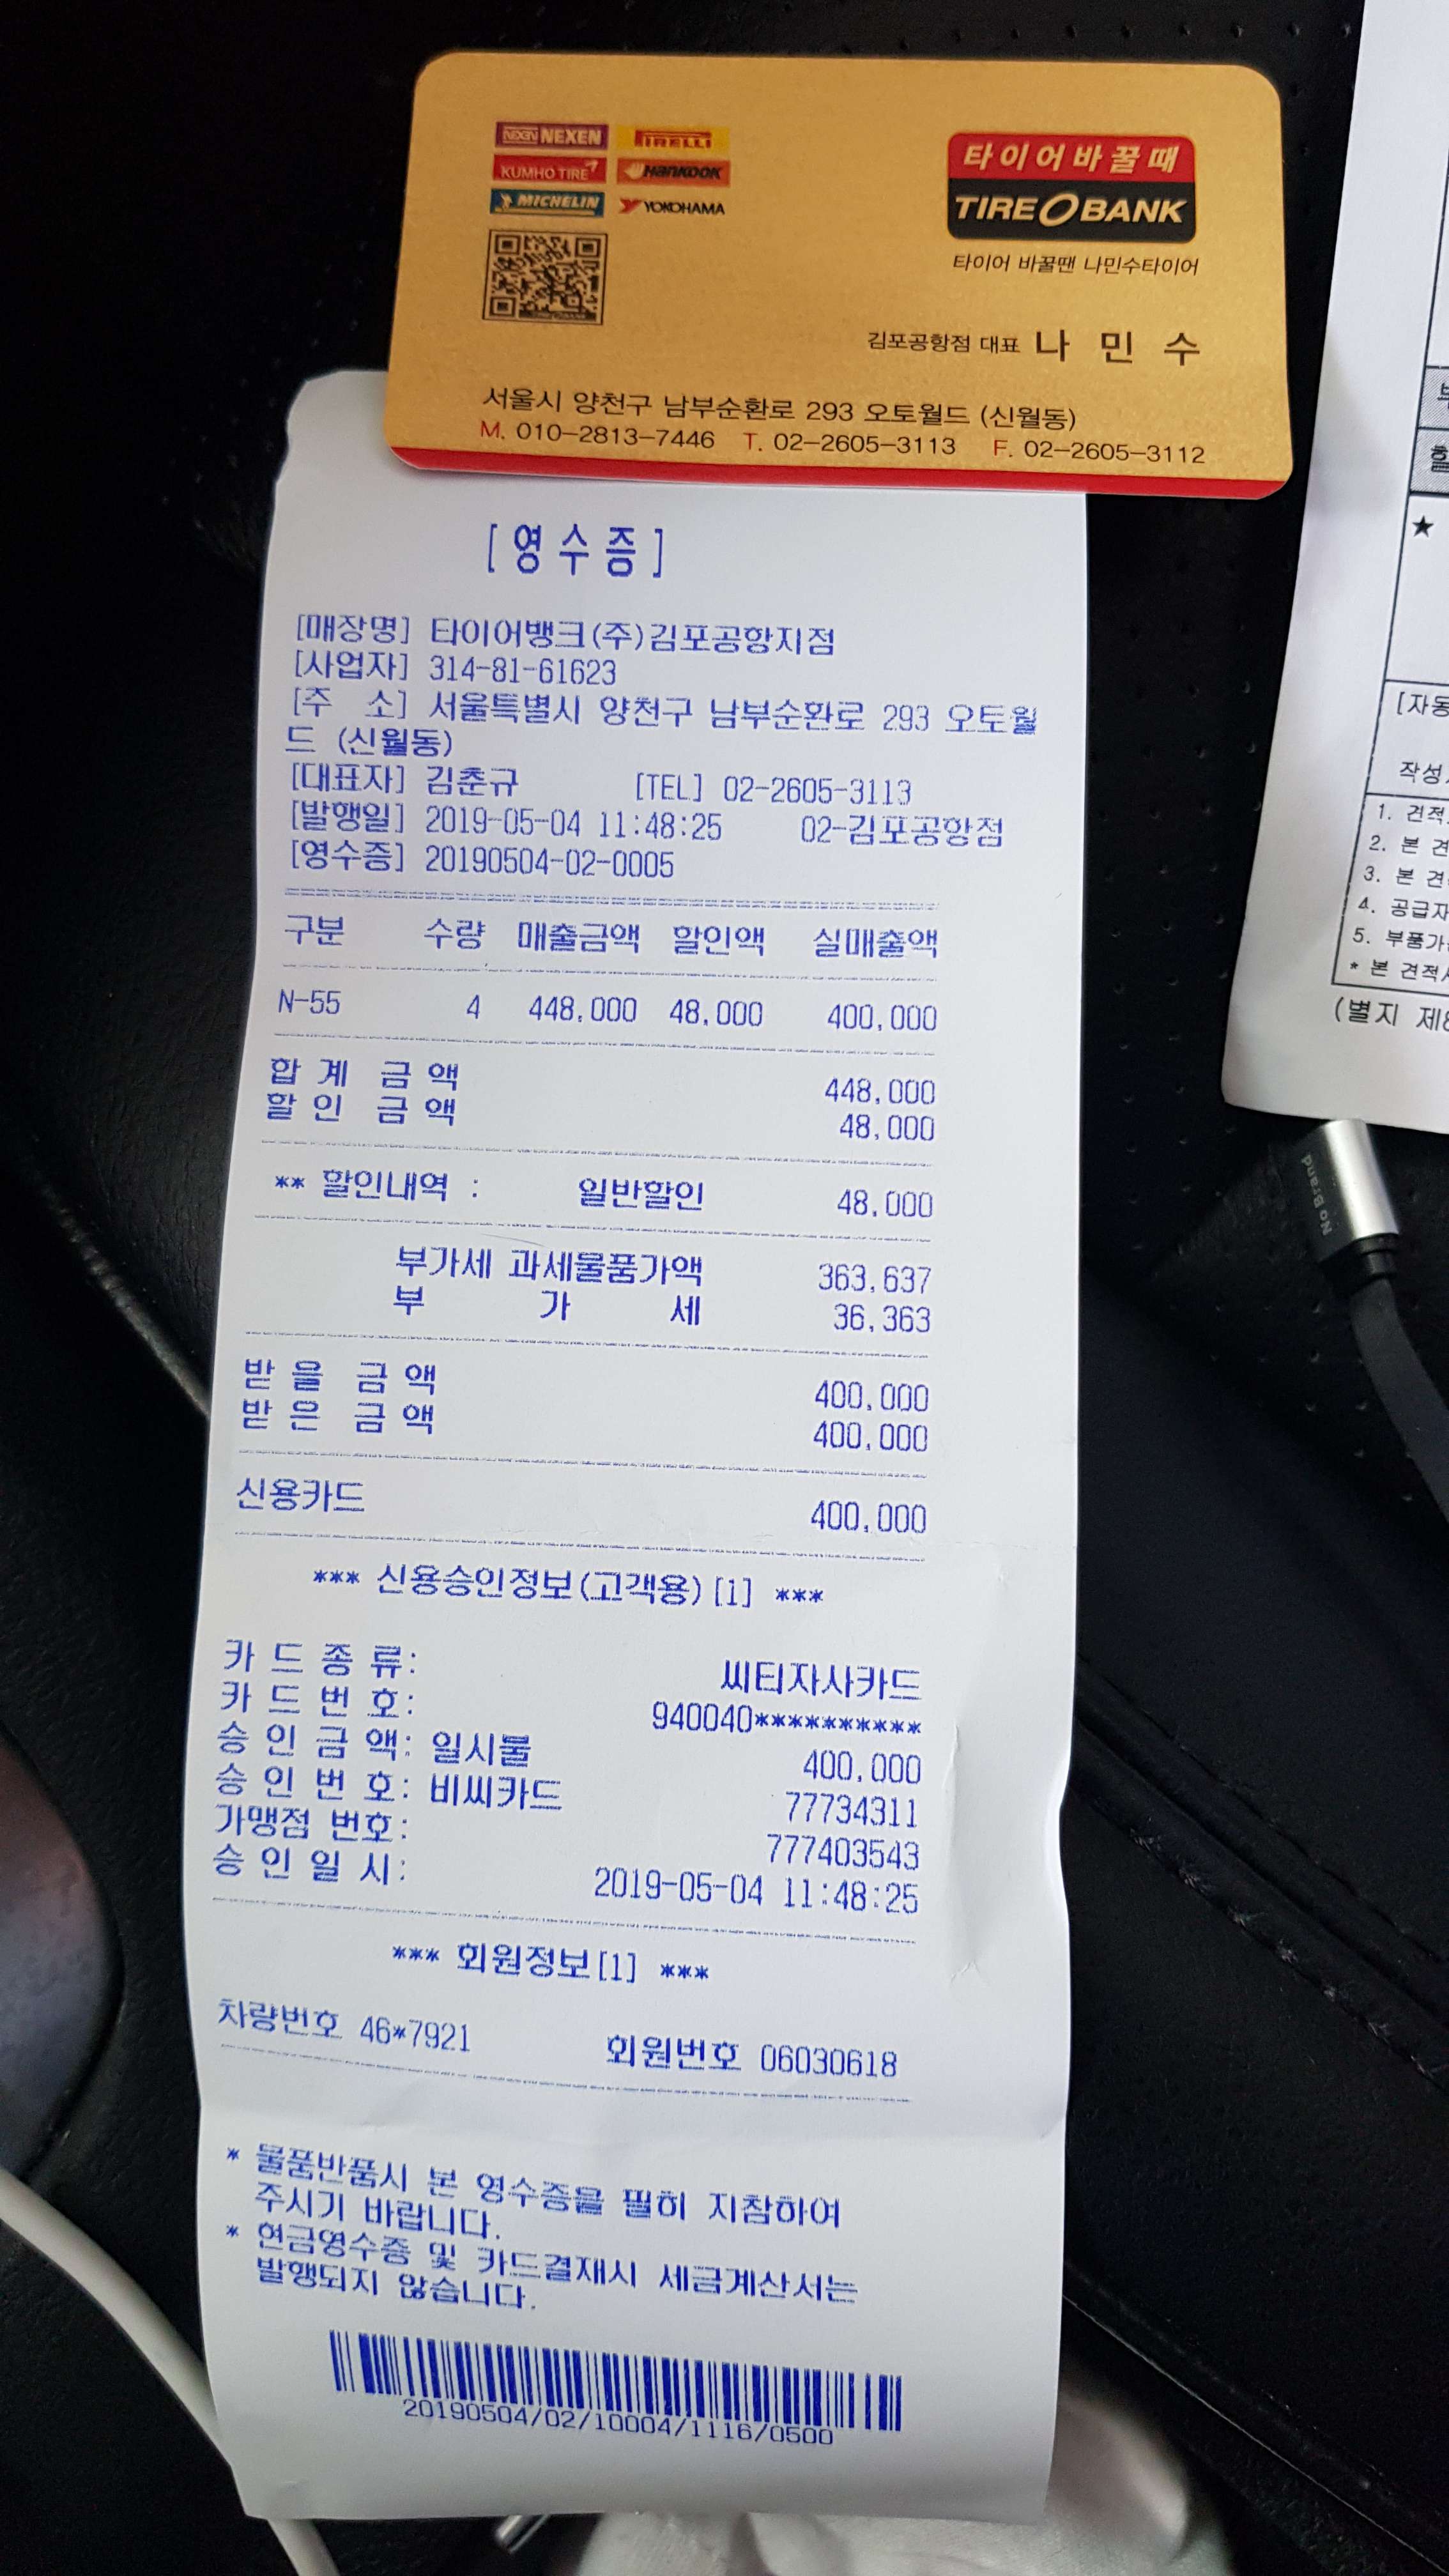 NEXEN PIRELLI
KUMHO TIRE HANKOOK
MICHELIN YOKOHAMA
타이어바꿀때
TIRE BANK
타이어 바꿀땐 나민수타이어
김포공항점 대표 나 민 수
서울시 양천구 남부순환로 293 오토월드 (신월동)
M. 010-2813-7446 T. 02-2605-3113 F. 02-2605-3112
[영수증]
[매장명] 타이어뱅크(주)김포공항지점
[사업자] 314-81-61623
[주 소] 서울특별시 양천구 남부순환로 293 오토월
드 (신월동)
[대표자] 김춘규 [TEL] 02-2605-3113
[발행일] 2019-05-04 11:48:25 02-김포공항점
[영수증] 20190504-02-0005
구분 수량 매출금액 할인액 실매출액
N-55 4 448,000 48,000 400,000
합 계 금 액 448,000
할 인 금 액 48,000
** 할인내역 : 일반할인 48,000
부가세 과세물품가액 363,637
부 가 세 36,363
받 을 금 액 400,000
받 은 금 액 400,000
신용카드 400,000
*** 신용승인정보(고객용)[1] ***
카 드 종 류: 씨티자사카드
카 드 번 호: 940040**********
승 인 금 액: 일시불 400,000
승 인 번 호: 비씨카드 77734311
가맹점 번호: 777403543
승 인 일 시: 2019-05-04 11:48:25
*** 회원정보[1] ***
차량번호 46*7921 회원번호 06030618
* 물품반품시 본 영수증을 필히 지참하여
주시기 바랍니다.
* 현금영수증 및 카드결재시 세금계산서는
발행되지 않습니다.
20190504/02/10004/1116/0500
★
[자동
작성
1. 견적
2. 본 견
3. 본 견
4. 공급자
5. 부품가
* 본 견적
(별지 제
No Brand